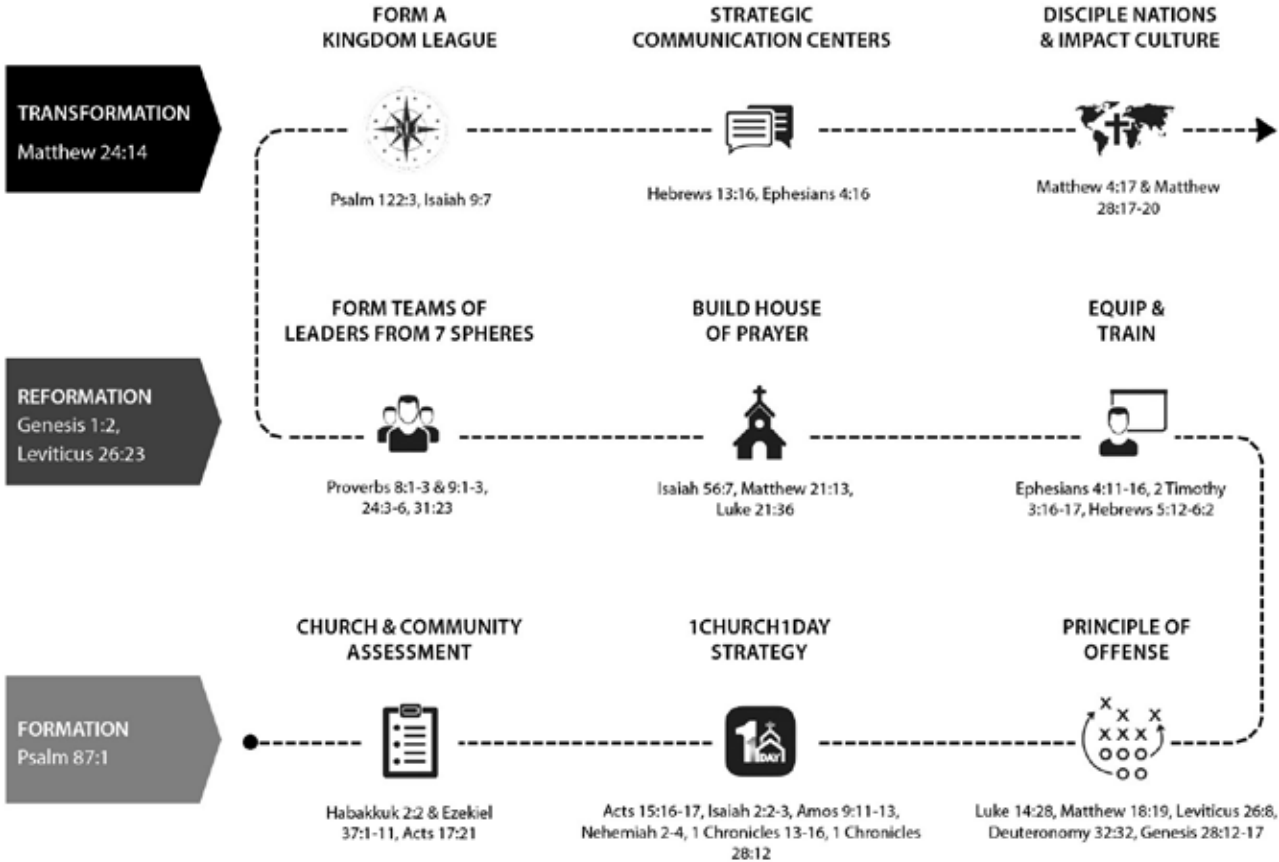 FORM A
KINGDOM LEAGUE
STRATEGIC
COMMUNICATION CENTERS
DISCIPLE NATIONS
& IMPACT CULTURE
TRANSFORMATION
Matthew 24:14
Psalm 122:3, Isaiah 9:7
Hebrews 13:16, Ephesians 4:16
Matthew 4:17 & Matthew
28:17-20
FORM TEAMS OF
LEADERS FROM 7 SPHERES
BUILD HOUSE
OF PRAYER
EQUIP &
TRAIN
REFORMATION
Genesis 1:2,
Leviticus 26:23
Proverbs 8:1-3 & 9:1-3,
24:3-6, 31:23
Isaiah 56:7, Matthew 21:13,
Luke 21:36
Ephesians 4:11-16, 2 Timothy
3:16-17, Hebrews 5:12-6:2
CHURCH & COMMUNITY
ASSESSMENT
1CHURCH1DAY
STRATEGY
PRINCIPLE OF
OFFENSE
FORMATION
Psalm 87:1
1
DAY
X
X X
X X X
O O O
O O
Habakkuk 2:2 & Ezekiel
37:1-11, Acts 17:21
Acts 15:16-17, Isaiah 2:2-3, Amos 9:11-13,
Nehemiah 2-4, 1 Chronicles 13-16, 1 Chronicles
28:12
Luke 14:28, Matthew 18:19, Leviticus 26:8,
Deuteronomy 32:32, Genesis 28:12-17